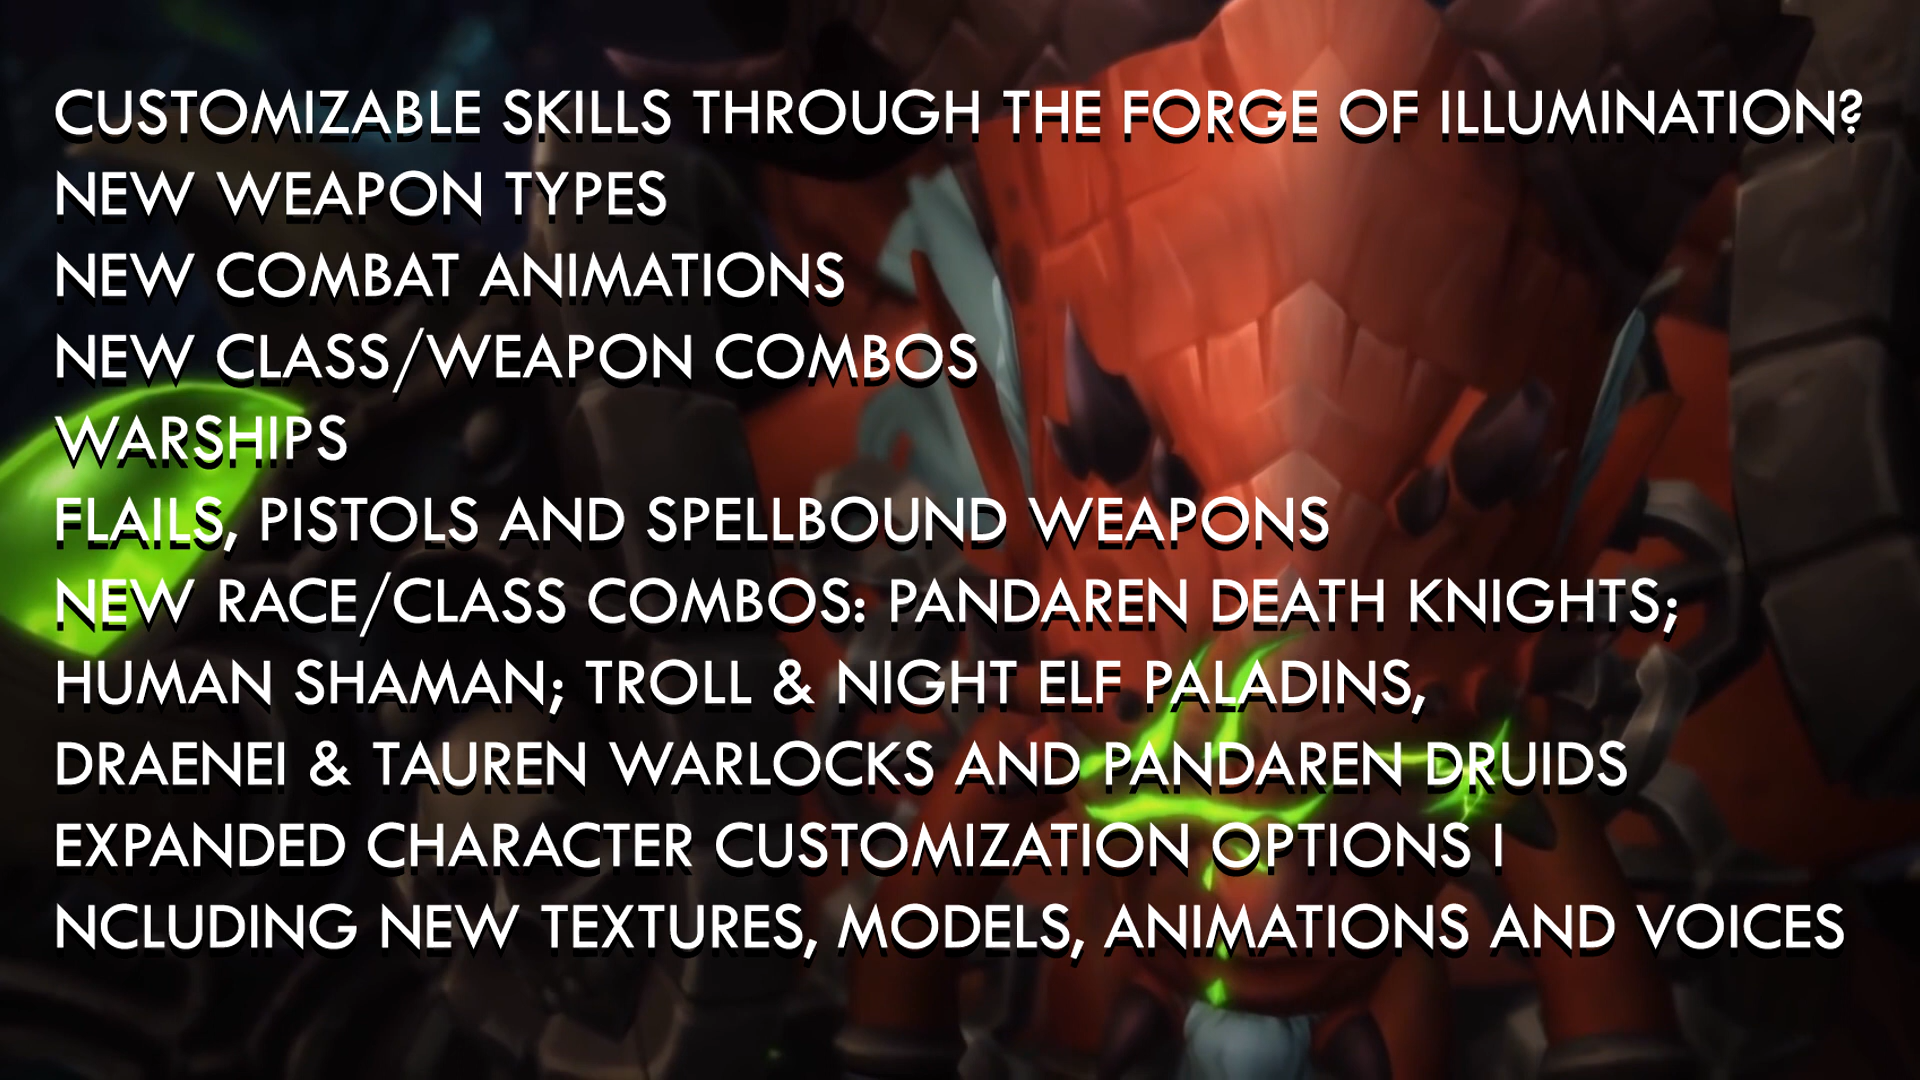 CUSTOMIZABLE SKILLS THROUGH THE FORGE OF ILLUMINATION?
NEW WEAPON TYPES
NEW COMBAT ANIMATIONS
NEW CLASS/WEAPON COMBOS
WARSHIPS
FLAILS, PISTOLS AND SPELLBOUND WEAPONS
NEW RACE/CLASS COMBOS: PANDAREN DEATH KNIGHTS;
HUMAN SHAMAN; TROLL & NIGHT ELF PALADINS,
DRAENEI & TAUREN WARLOCKS AND PANDAREN DRUIDS
EXPANDED CHARACTER CUSTOMIZATION OPTIONS I
NCLUDING NEW TEXTURES, MODELS, ANIMATIONS AND VOICES